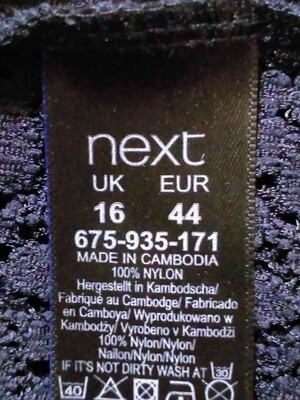 next
UK EUR
16 44
675-935-171
MADE IN CAMBODIA
100% NYLON
Hergestellt in Kambodscha/
Fabriqué au Cambodge/ Fabricado
en Camboya/ Wyprodukowano w
Kambodży/ Vyrobeno v Kambodži
100% Nylon/Nylon/
Nailon/Nylon/Nylon
IF IT'S NOT DIRTY WASH AT 30
40